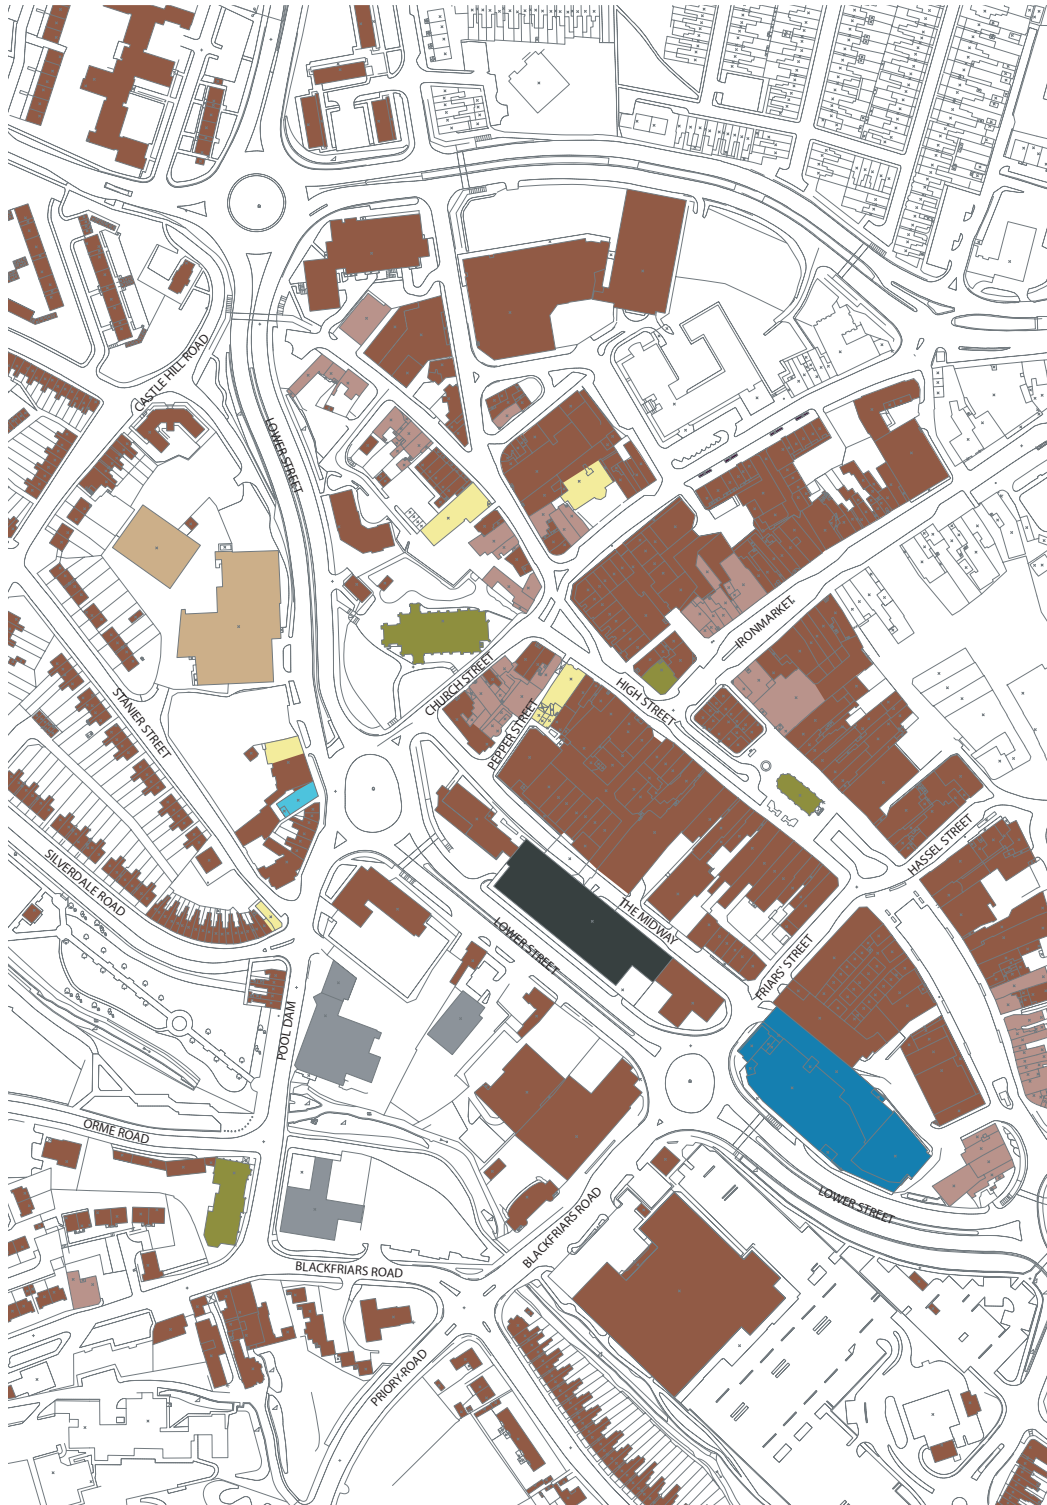 CASTLE HILL ROAD
LOWER STREET
IRONMARKET
CHURCH STREET
HIGH STREET
STANIER STREET
PEPPER STREET
HASSEL STREET
SILVERDALE ROAD
THE MIDWAY
LOWER STREET
FRIARS' STREET
POOL DAM
ORME ROAD
LOWER STREET
BLACKFRIARS ROAD
BLACKFRIARS ROAD
PRIORY-ROAD